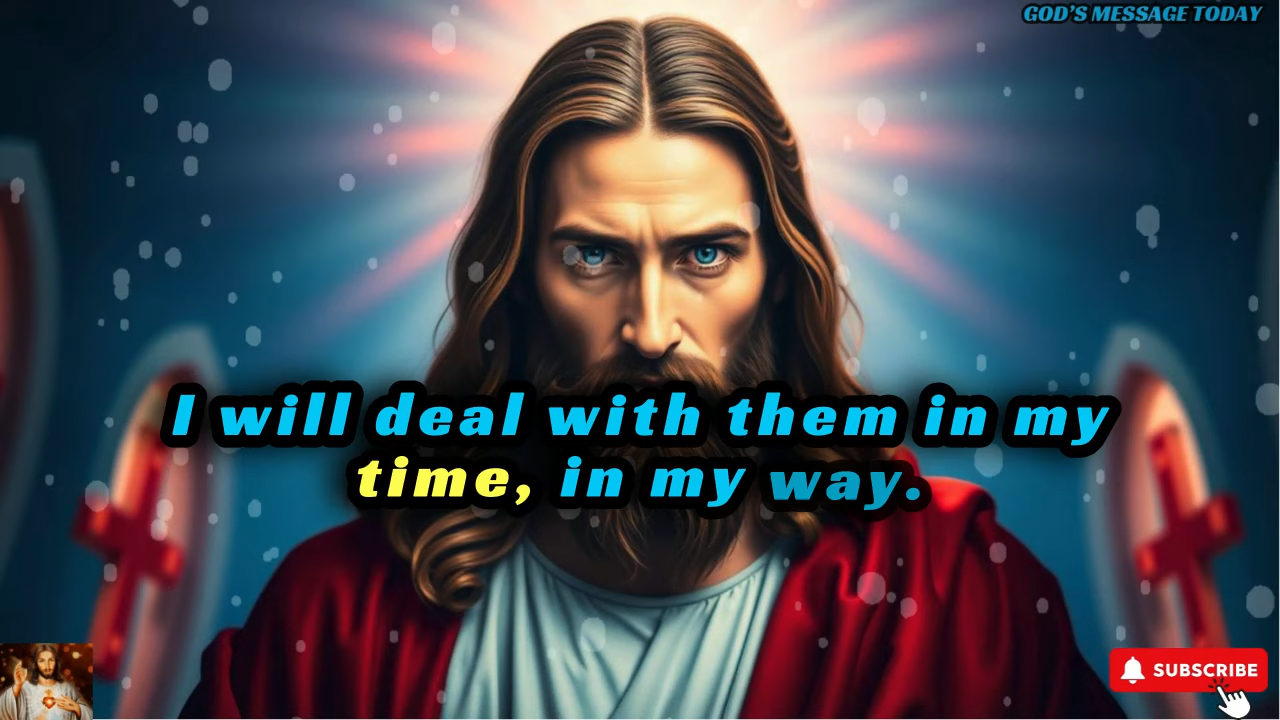 GOD'S MESSAGE TODAY
I will deal with them in my
time, in my way.
SUBSCRIBE